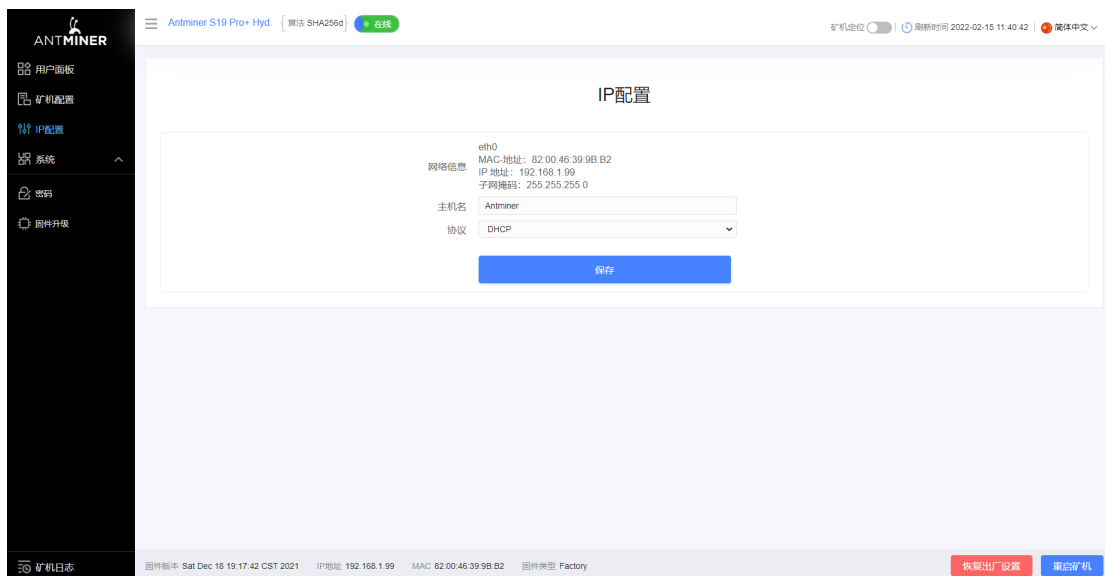 ANTMINER
Antminer S19 Pro+ Hyd. {算法 SHA256d} 在线
矿机定位 刷新时间 2022-02-15 11:40:42 简体中文
用户面板
矿机配置
IP配置
系统
密码
固件升级
IP配置
网络信息
eth0
MAC-地址: 82:00:46:39:9B:B2
IP 地址: 192.168.1.99
子网掩码: 255.255.255.0
主机名 Antminer
协议 DHCP
保存
矿机日志
固件版本 Sat Dec 18 19:17:42 CST 2021 IP地址 192.168.1.99 MAC 82:00:46:39:9B:B2 固件类型 Factory
恢复出厂设置 重启矿机